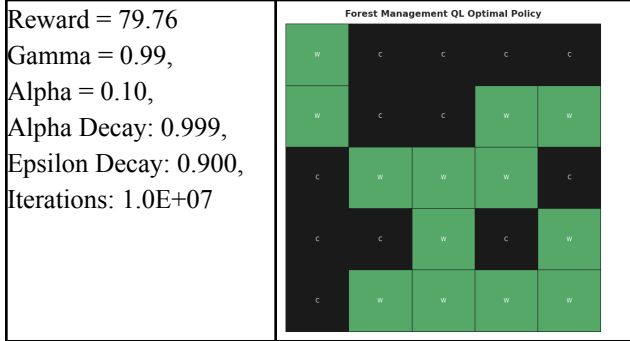 Reward = 79.76
Gamma = 0.99,
Alpha = 0.10,
Alpha Decay: 0.999,
Epsilon Decay: 0.900,
Iterations: 1.0E+07
Forest Management QL Optimal Policy
W C C C C
W C C W W
C W W W C
C C W C W
C W W W W